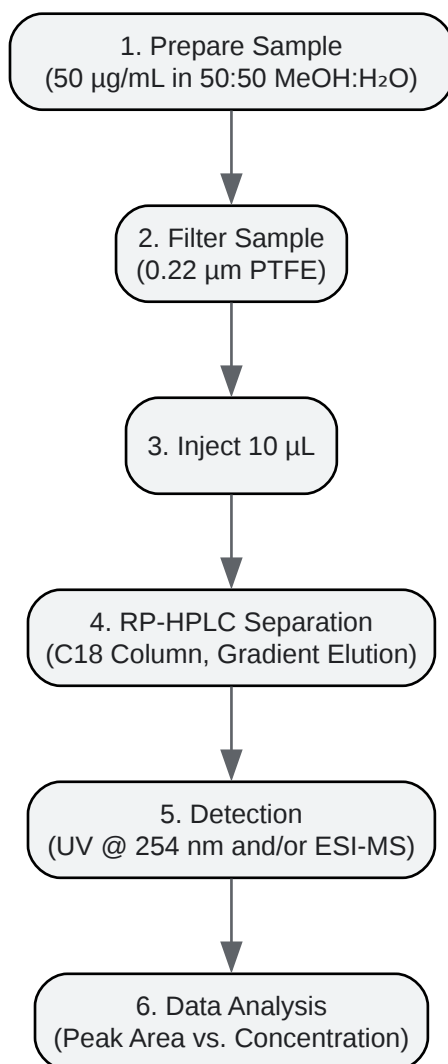 1. Prepare Sample
(50 µg/mL in 50:50 MeOH:H₂O)
2. Filter Sample
(0.22 µm PTFE)
3. Inject 10 µL
4. RP-HPLC Separation
(C18 Column, Gradient Elution)
5. Detection
(UV @ 254 nm and/or ESI-MS)
6. Data Analysis
(Peak Area vs. Concentration)